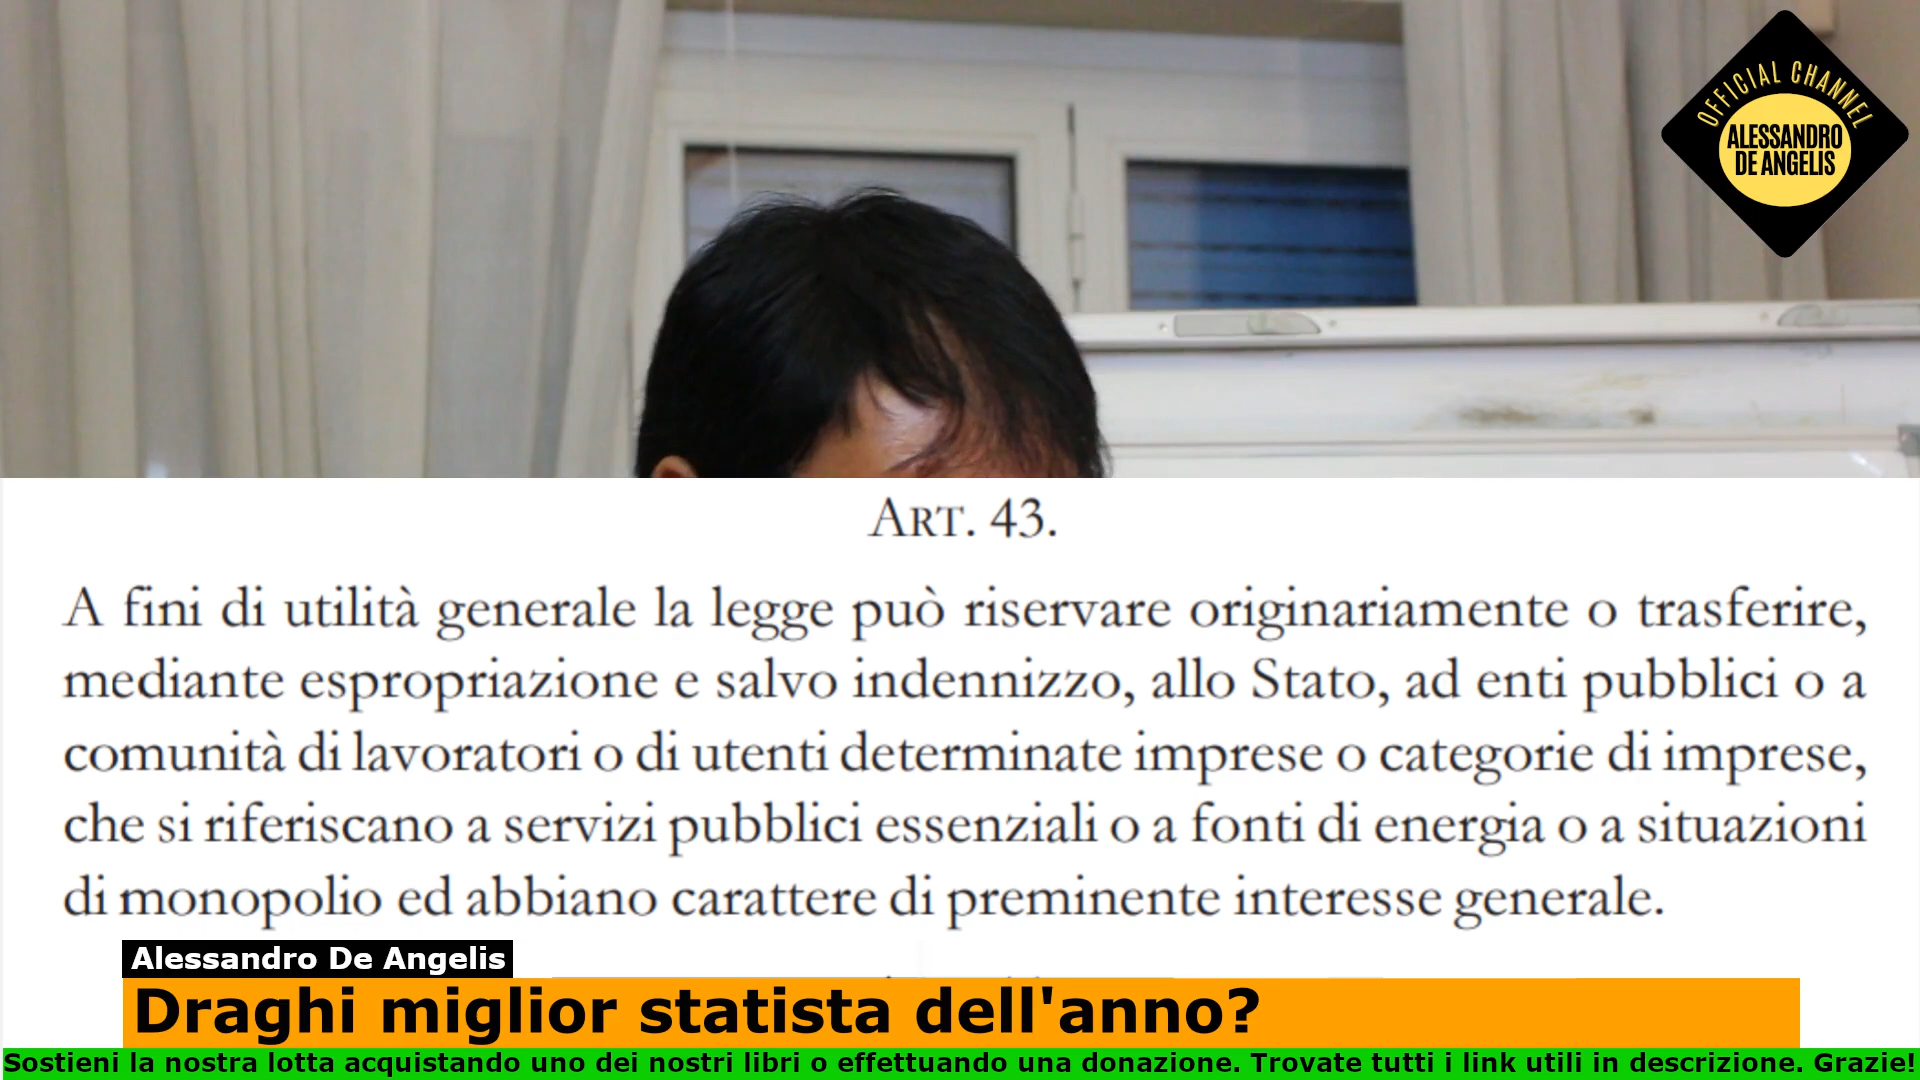 OFFICIAL CHANNEL
ALESSANDRO
DE ANGELIS
ART. 43.
A fini di utilità generale la legge può riservare originariamente o trasferire,
mediante espropriazione e salvo indennizzo, allo Stato, ad enti pubblici o a
comunità di lavoratori o di utenti determinate imprese o categorie di imprese,
che si riferiscano a servizi pubblici essenziali o a fonti di energia o a situazioni
di monopolio ed abbiano carattere di preminente interesse generale.
Alessandro De Angelis
Draghi miglior statista dell'anno?
Sostieni la nostra lotta acquistando uno dei nostri libri o effettuando una donazione. Trovate tutti i link utili in descrizione. Grazie!